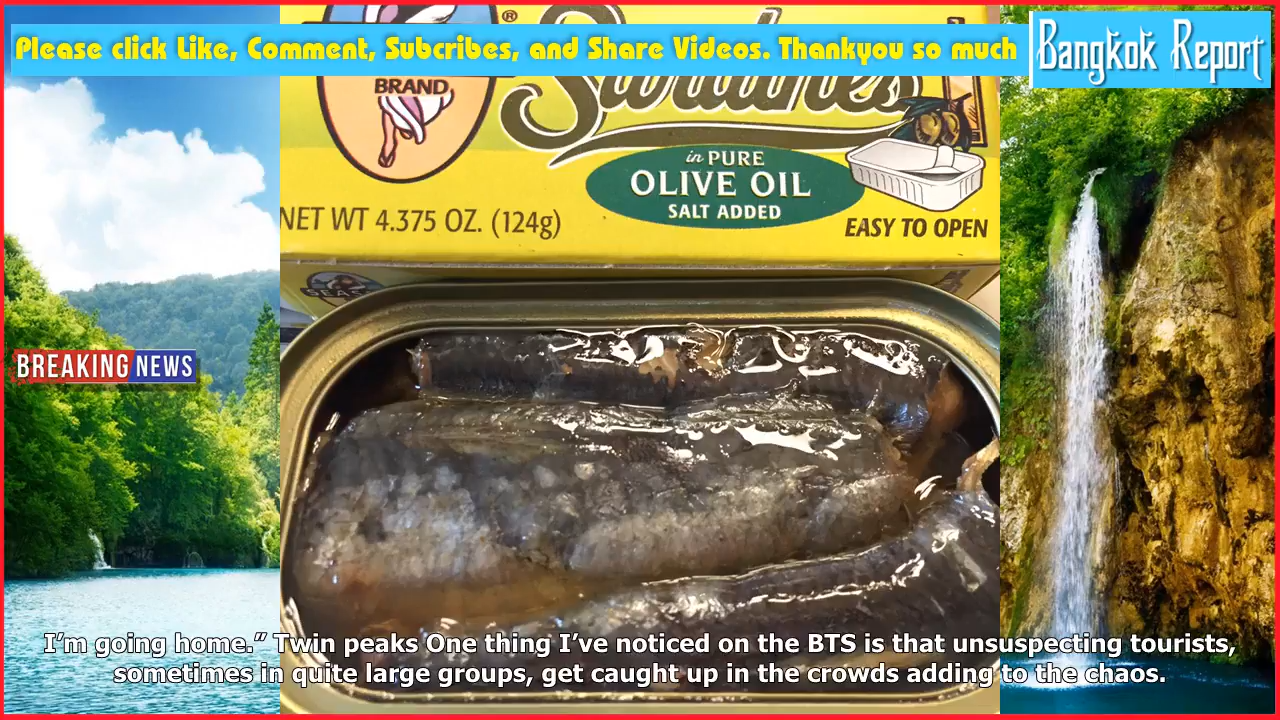 Please click Like, Comment, Subcribes, and Share Videos. Thankyou so much
Bangkok Report
®
BRAND
Sardines
in PURE
OLIVE OIL
SALT ADDED
NET WT 4.375 OZ. (124g)
EASY TO OPEN
BREAKING NEWS
I’m going home.” Twin peaks One thing I’ve noticed on the BTS is that unsuspecting tourists,
sometimes in quite large groups, get caught up in the crowds adding to the chaos.